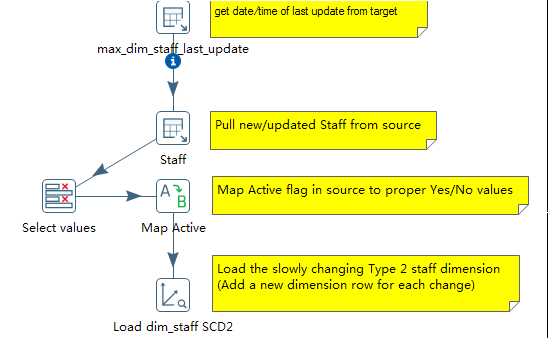 get date/time of last update from target
max_dim_staff_last_update
Pull new/updated Staff from source
Staff
Map Active flag in source to proper Yes/No values
Select values
Map Active
Load the slowly changing Type 2 staff dimension
(Add a new dimension row for each change)
Load dim_staff SCD2